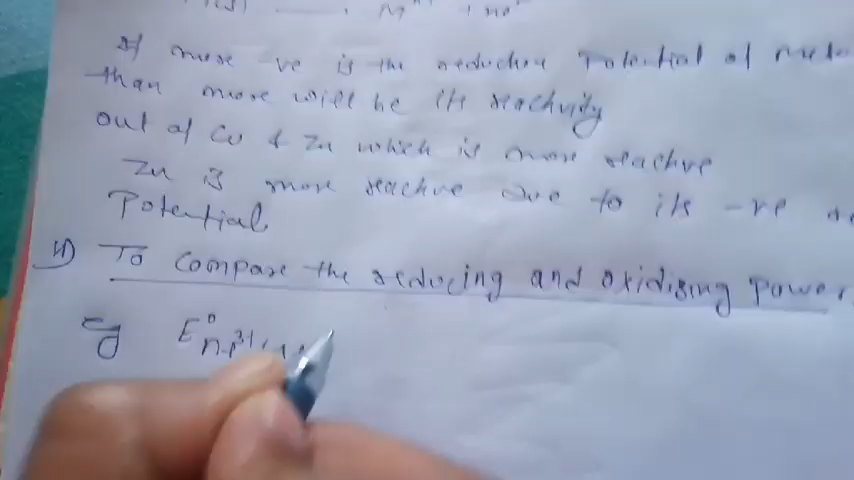 If more -ve is the reduction Potential of
than more will be its reactivity
out of Cu & Zn which is more reactive
Zn is more reactive due to its -ve
Potential
II) To compare the reducing and oxidising Power
eg E°